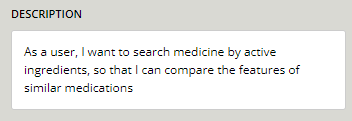 DESCRIPTION
As a user, I want to search medicine by active
ingredients, so that I can compare the features of
similar medications